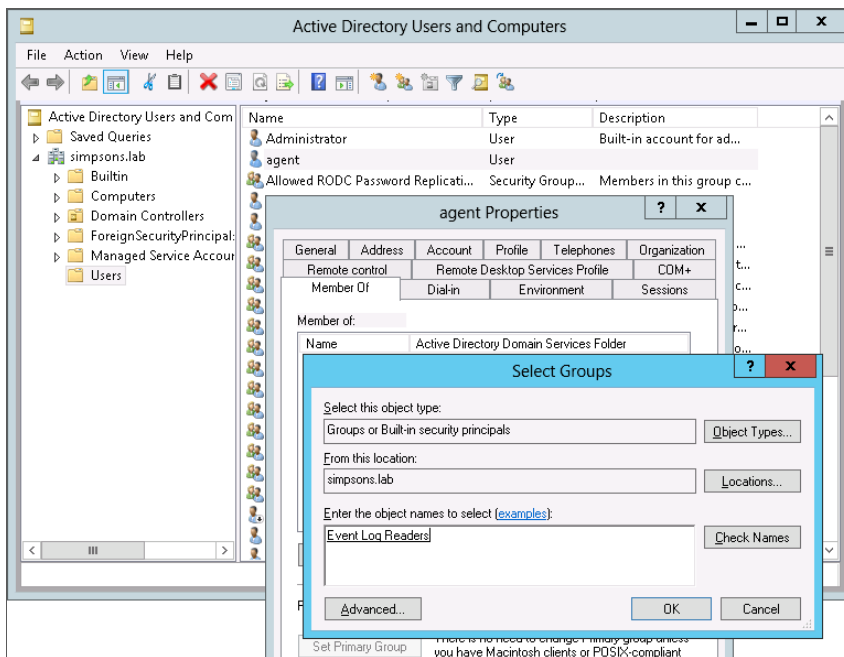 Active Directory Users and Computers
File Action View Help
Active Directory Users and Com
Saved Queries
simpsons.lab
Builtin
Computers
Domain Controllers
ForeignSecurityPrincipal:
Managed Service Accour
Users
Name Type Description
Administrator User Built-in account for ad...
agent User
Allowed RODC Password Replicati... Security Group... Members in this group c...
...
t...
c...
o...
r...
o...
agent Properties ? x
General Address Account Profile Telephones Organization
Remote control Remote Desktop Services Profile COM+
Member Of Dial-in Environment Sessions
Member of:
Name Active Directory Domain Services Folder
Select Groups ? x
Select this object type:
Groups or Built-in security principals
Object Types...
From this location:
simpsons.lab
Locations...
Enter the object names to select (examples):
Event Log Readers
Check Names
Advanced... OK Cancel
Set Primary Group
There is no need to change Primary group unless
you have Macintosh clients or POSIX-compliant